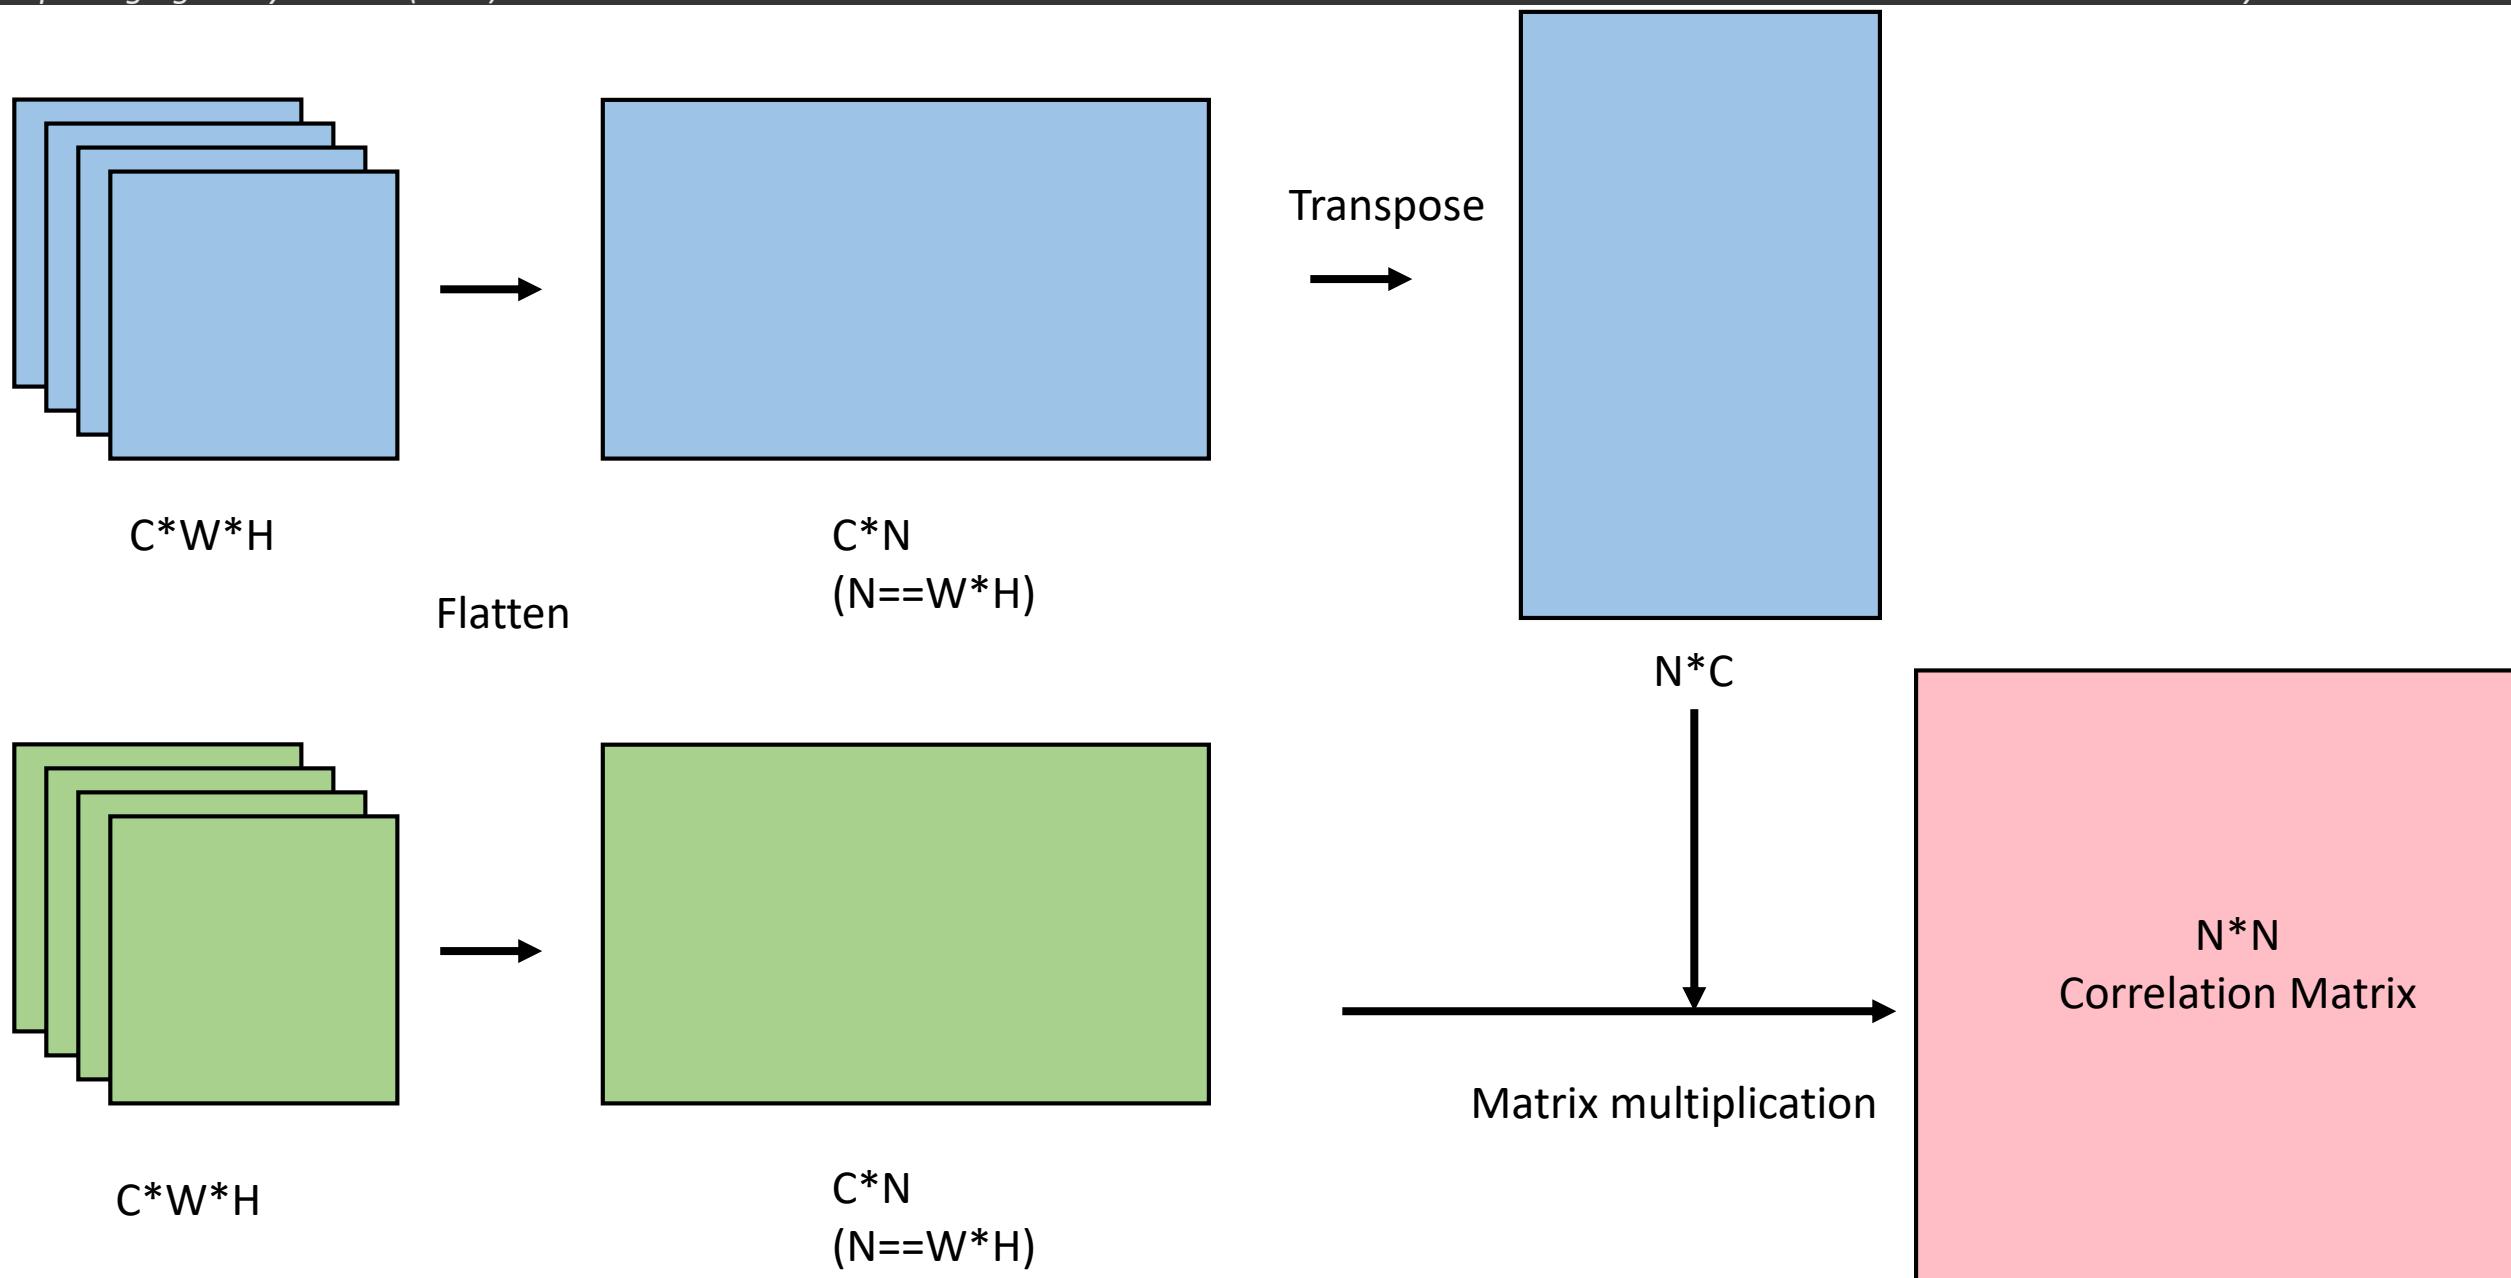 Transpose
C*W*H
C*N
(N==W*H)
Flatten
N*C
N*N
Correlation Matrix
Matrix multiplication
C*W*H
C*N
(N==W*H)